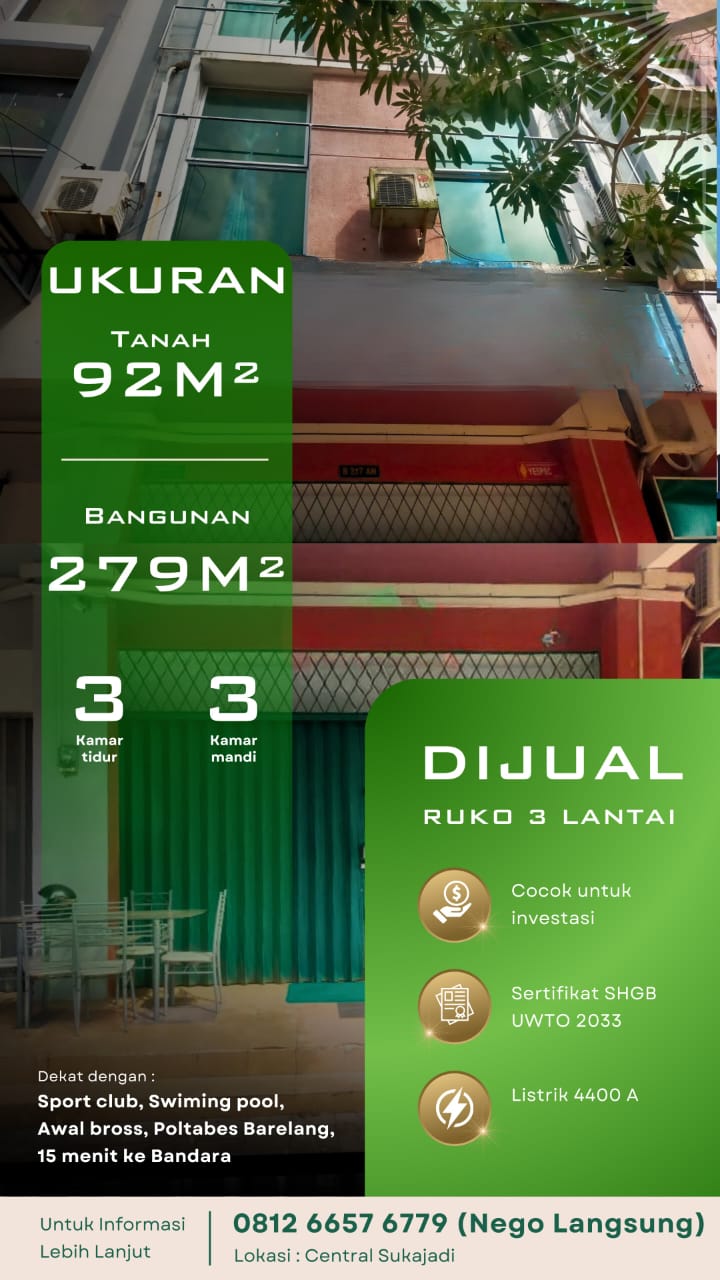 UKURAN
TANAH
92M²
BANGUNAN
279M²
3 3
Kamar tidur
Kamar mandi
DIJUAL
RUKO 3 LANTAI
Cocok untuk
investasi
Sertifikat SHGB
UWTO 2033
Listrik 4400 A
Dekat dengan :
Sport club, Swiming pool,
Awal bross, Poltabes Barelang,
15 menit ke Bandara
Untuk Informasi
Lebih Lanjut
0812 6657 6779 (Nego Langsung)
Lokasi : Central Sukajadi